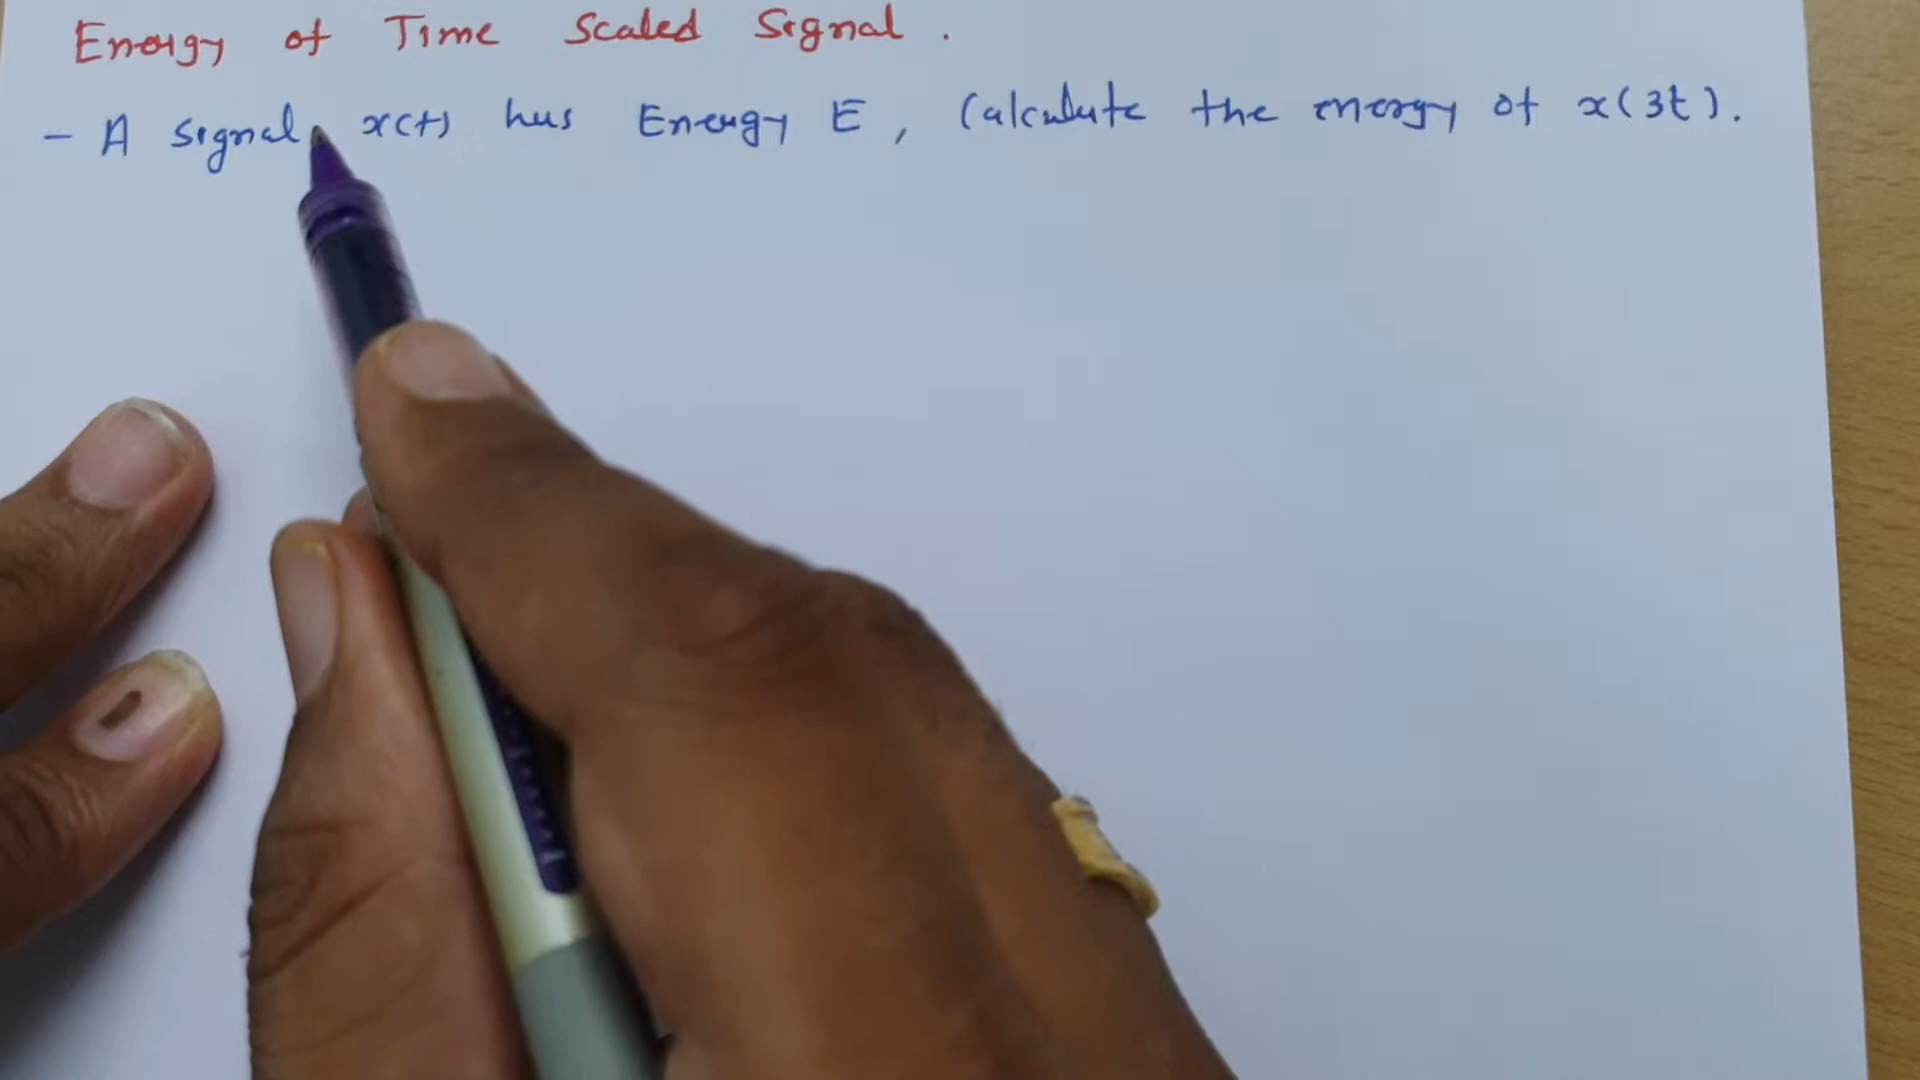 Energy of Time Scaled Signal.
- A signal x(t) has Energy E, Calculate the energy of x(3t).